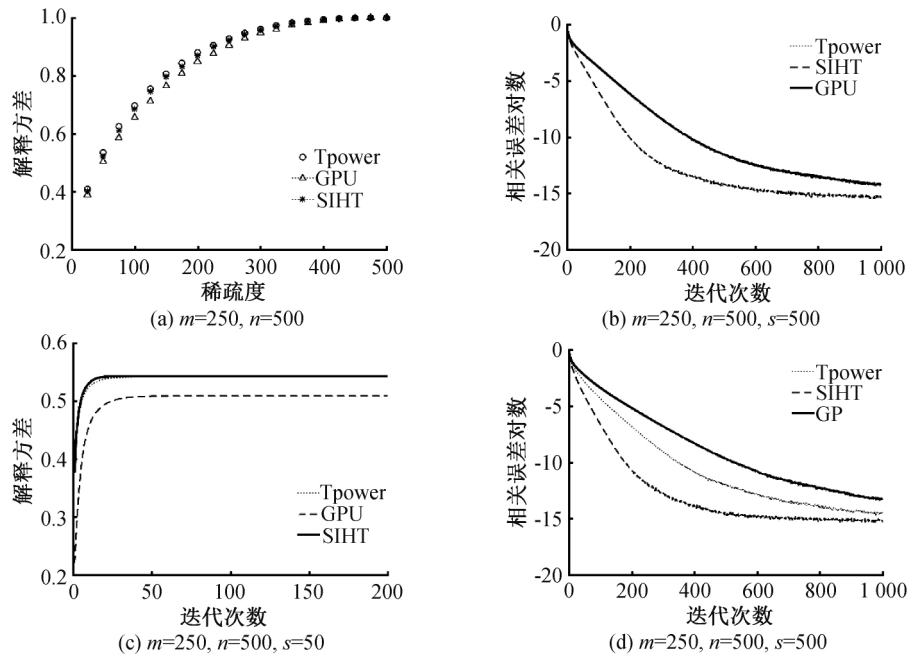 1.0
0.8
0.6
0.4
0.2
0
100
200
300
400
500
解释方差
稀疏度
Tpower
GPU
SIHT
(a) m=250, n=500
0
-5
-10
-15
-20
0
200
400
600
800
1 000
相关误差对数
迭代次数
Tpower
SIHT
GPU
(b) m=250, n=500, s=500
0.6
0.5
0.4
0.3
0.2
0
50
100
150
200
解释方差
迭代次数
Tpower
GPU
SIHT
(c) m=250, n=500, s=50
0
-5
-10
-15
-20
0
200
400
600
800
1 000
相关误差对数
迭代次数
Tpower
SIHT
GP
(d) m=250, n=500, s=500